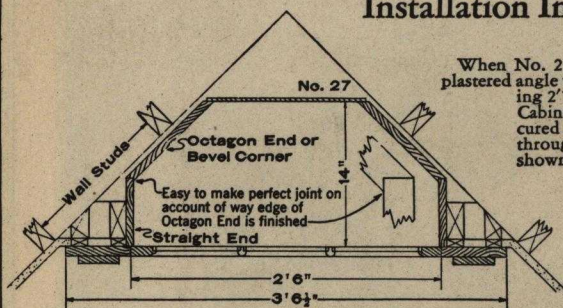 Installation In
When No. 2
plastered angle
ing 2'
Cabin
cured
throug
shown
No. 27
Octagon End or
Bevel Corner
Wall Studs
14"
Easy to make perfect joint on
account of way edge of
Octagon End is finished
Straight End
2'6"
3'6½"